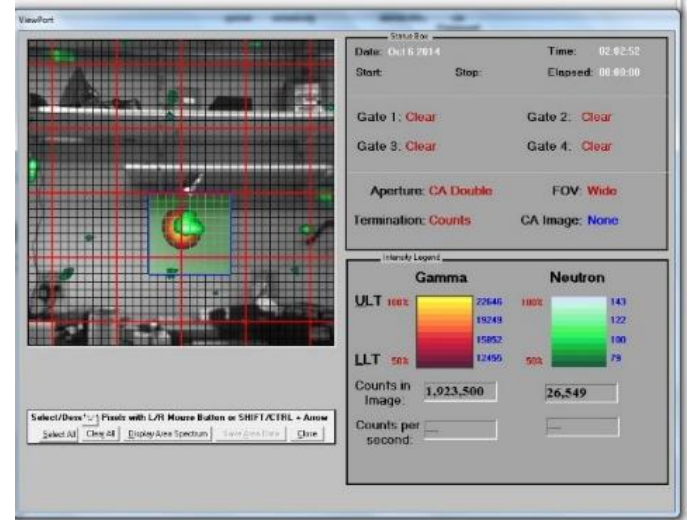 ViewPort
Status Box
Date: Oct 6 2014 Time: 02:02:52
Start: Stop: Elapsed: 00:00:00
Gate 1: Clear Gate 2: Clear
Gate 3: Clear Gate 4: Clear
Aperture: CA Double FOV: Wide
Termination: Counts CA Image: None
Intensity Legend
Gamma Neutron
ULT 100% 22646 100% 143
19249 122
15852 100
LLT 50% 12455 50% 79
Counts in Image: 1,923,500 26,549
Counts per second: ---- ----
Pixels with L/R Mouse Button or SHIFT/CTRL + Arrow
Select All Clear All Display Area Spectrum Save Area Data Close